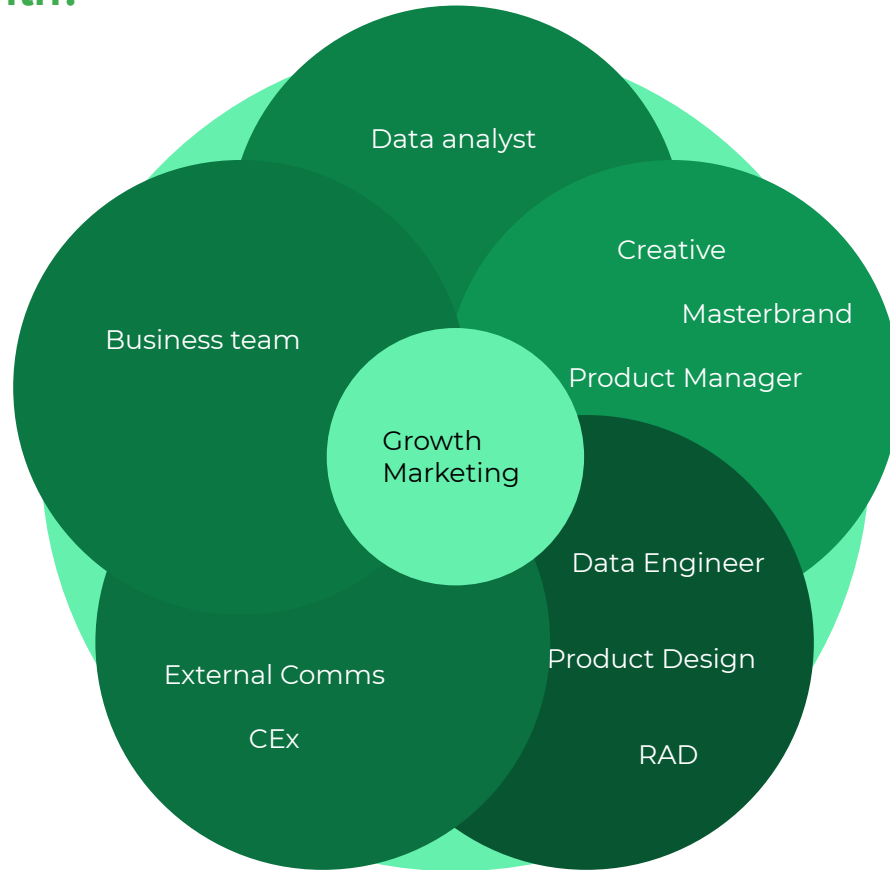 Data analyst
Creative
Masterbrand
Business team
Product Manager
Growth
Marketing
Data Engineer
Product Design
External Comms
CEx
RAD